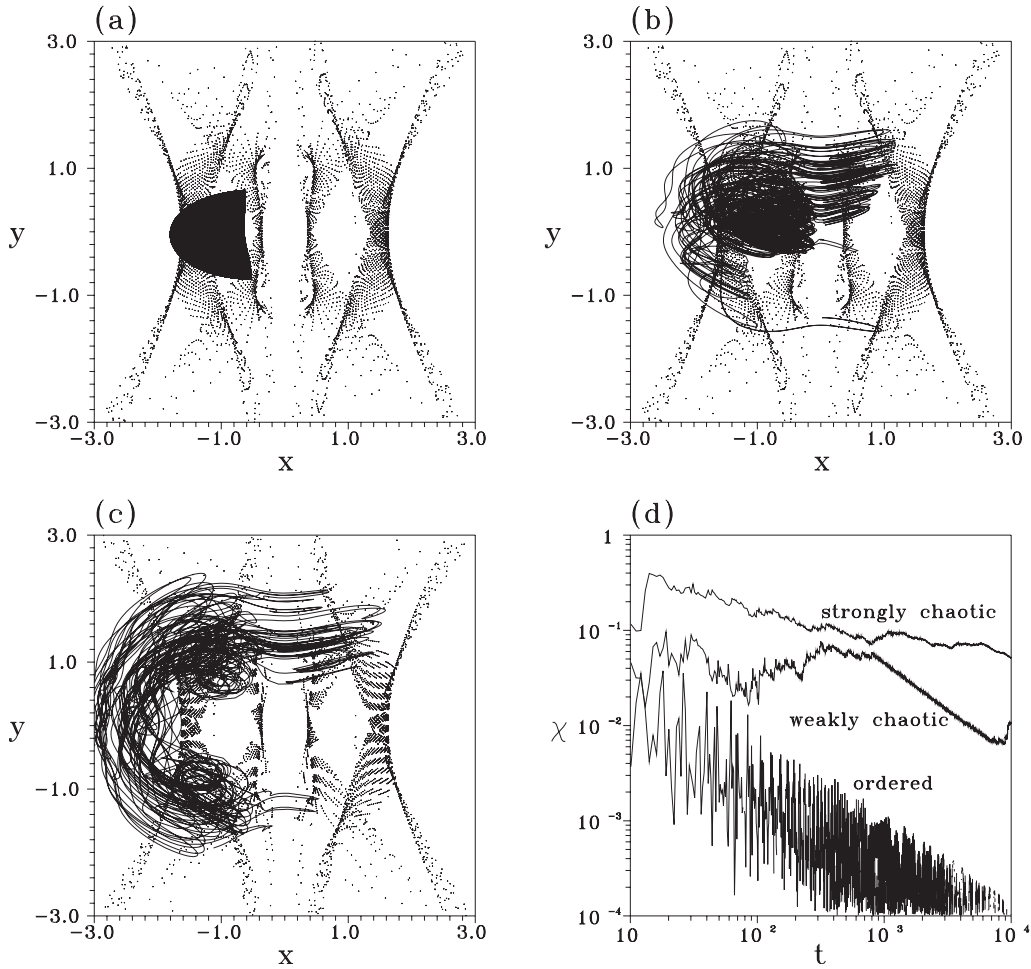 (a)
3.0
1.0
y
−1.0
−3.0
−3.0 −1.0 1.0 3.0
x
(b)
3.0
1.0
y
−1.0
−3.0
−3.0 −1.0 1.0 3.0
x
(c)
3.0
1.0
y
−1.0
−3.0
−3.0 −1.0 1.0 3.0
x
(d)
1
10⁻¹
χ
10⁻²
10⁻³
10⁻⁴
strongly chaotic
weakly chaotic
ordered
10 10² 10³ 10⁴
t